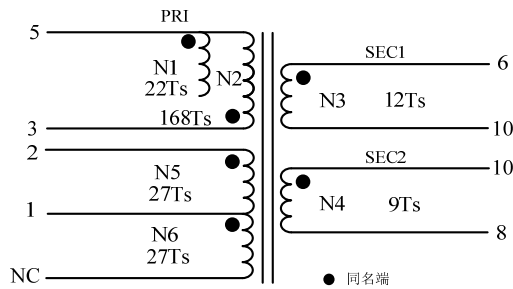 PRI
5
SEC1
6
N1
N2
22Ts
N3
12Ts
168Ts
3
10
2
SEC2
10
N5
27Ts
N4
9Ts
1
N6
8
27Ts
NC
同名端